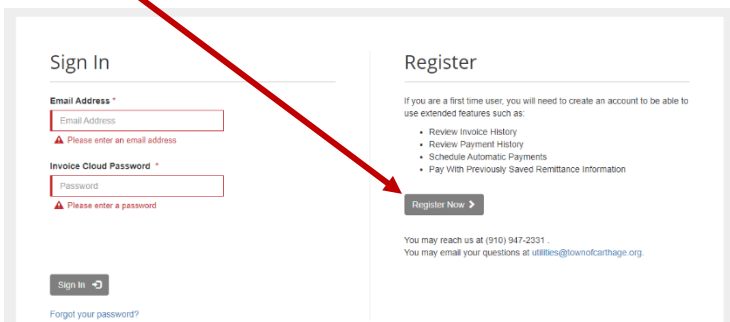 Sign In
Email Address *
Email Address
Please enter an email address
Invoice Cloud Password *
Password
Please enter a password
Sign In
Forgot your password?
Register
If you are a first time user, you will need to create an account to be able to
use extended features such as:
• Review Invoice History
• Review Payment History
• Schedule Automatic Payments
• Pay With Previously Saved Remittance Information
Register Now
You may reach us at (910) 947-2331 .
You may email your questions at utilities@townofcarthage.org.